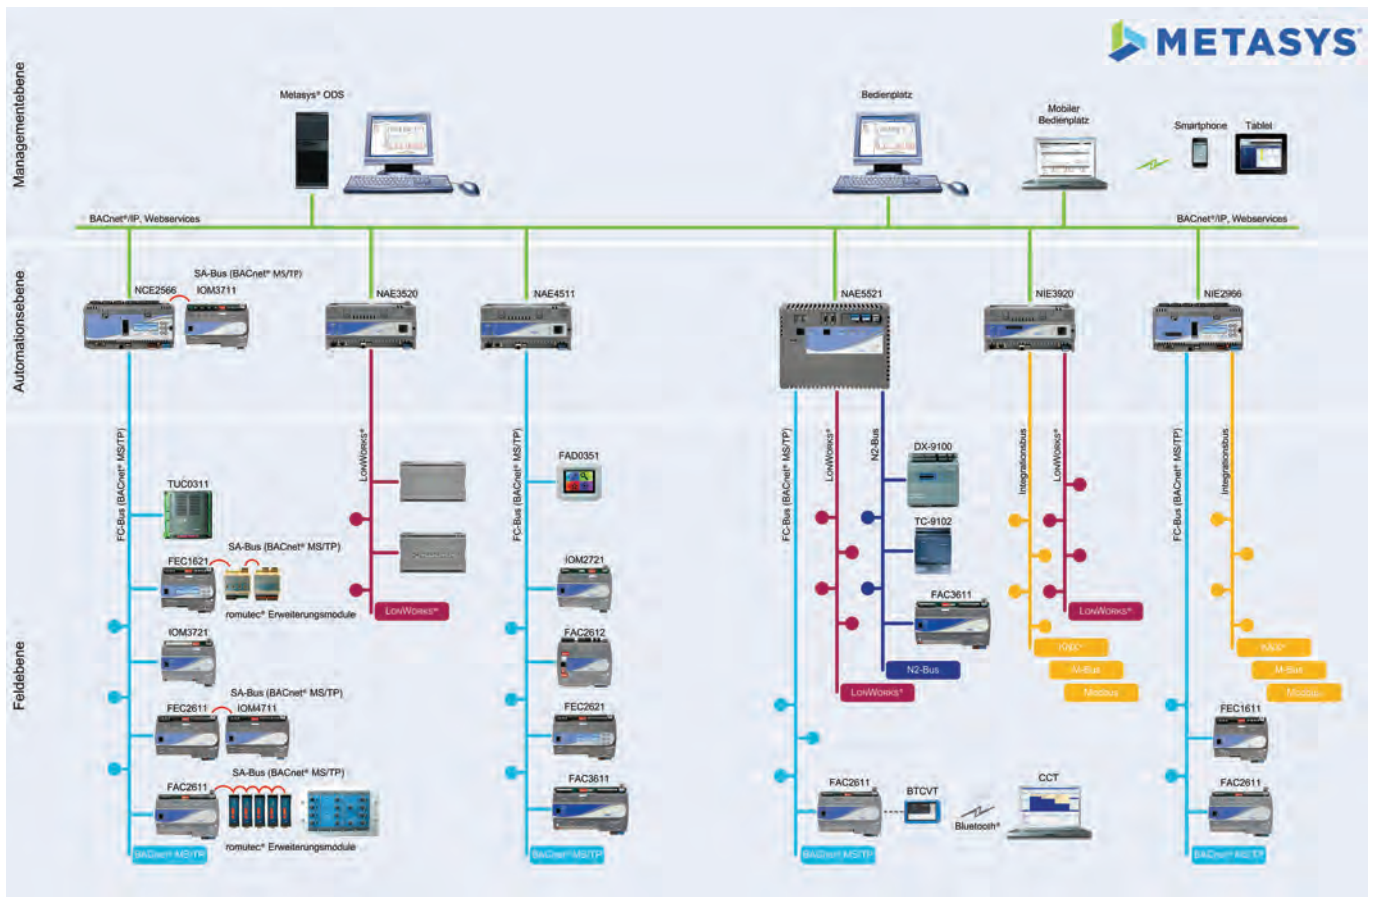 METASYS®
Managementebene
Metasys® ODS
Bedienplatz
Mobiler
Bedienplatz
Smartphone
Tablet
BACnet®/IP, Webservices
BACnet®/IP, Webservices
Automationsebene
SA-Bus (BACnet® MS/TP)
NCE2566
IOM3711
NAE3520
NAE4511
NAE5521
NIE3920
NIE2966
Feldebene
FC-Bus (BACnet® MS/TP)
TUC0311
SA-Bus (BACnet® MS/TP)
FEC1621
romutec® Erweiterungsmodule
IOM3721
SA-Bus (BACnet® MS/TP)
FEC2611
IOM4711
SA-Bus (BACnet® MS/TP)
FAC2611
romutec® Erweiterungsmodule
BACnet® MS/TP
LONWORKS®
LONWORKS®
FC-Bus (BACnet® MS/TP)
FAD0351
IOM2721
FAC2612
FEC2621
FAC3611
BACnet® MS/TP
FC-Bus (BACnet® MS/TP)
LONWORKS®
N2-Bus
DX-9100
TC-9102
FAC3611
N2-Bus
LONWORKS®
FAC2611
BTCVT
Bluetooth®
CCT
BACnet® MS/TP
Integrationsbus
LONWORKS®
LONWORKS®
KNX®
M-Bus
Modbus
FC-Bus (BACnet® MS/TP)
Integrationsbus
KNX®
M-Bus
Modbus
FEC1611
FAC2611
BACnet® MS/TP